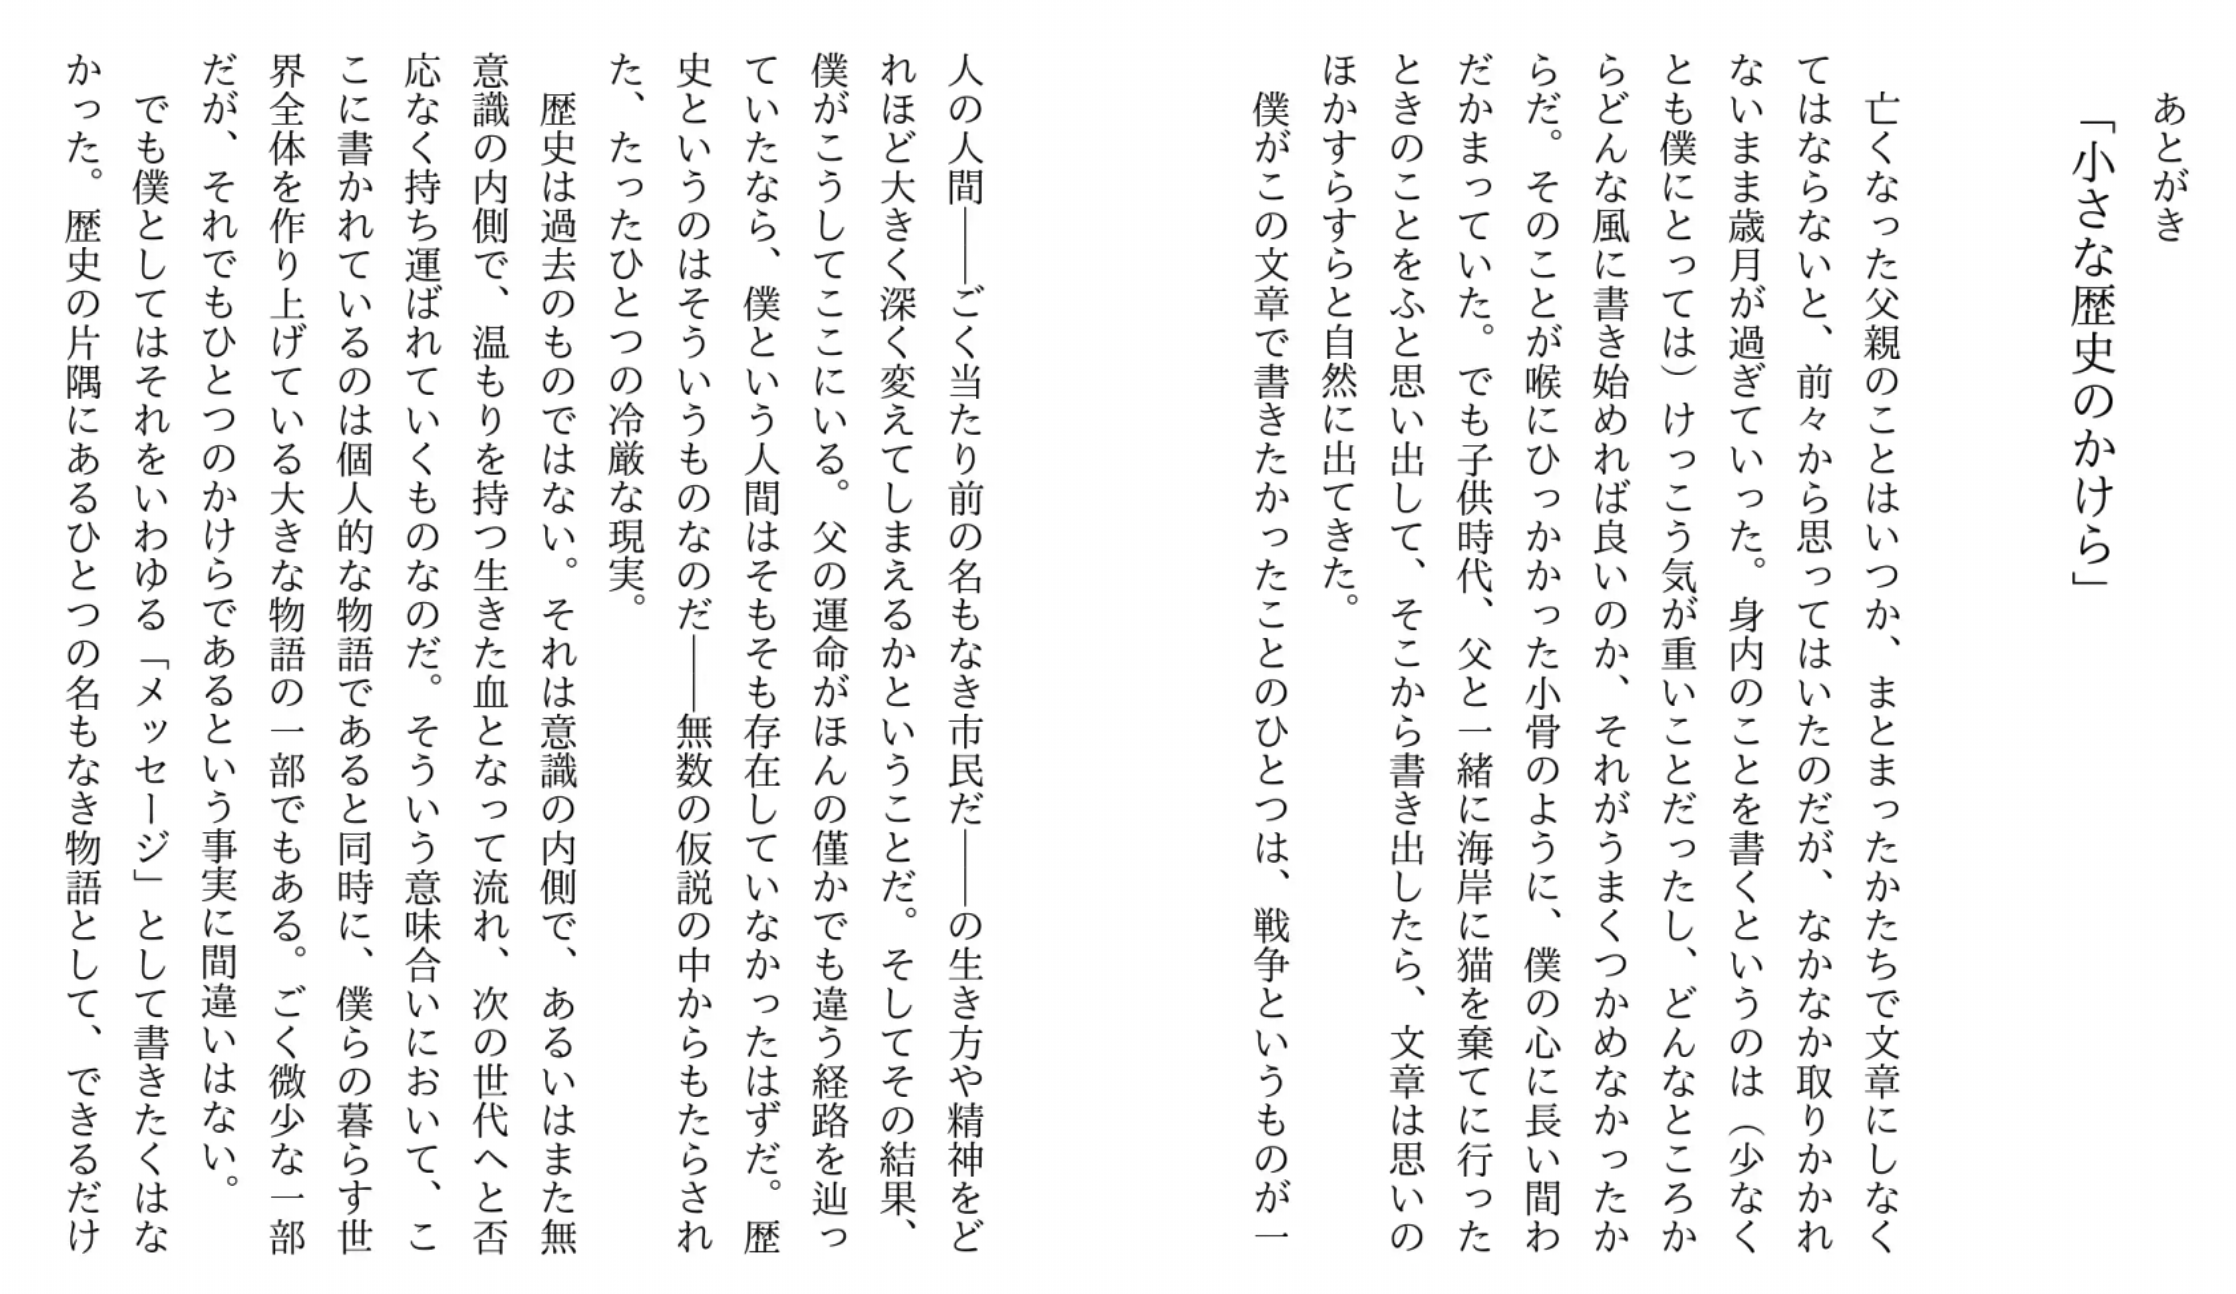 あとがき
「小さな歴史のかけら」
亡くなった父親のことはいつか、まとまったかたちで文章にしなく
てはならないと、前々から思ってはいたのだが、なかなか取りかかれ
ないまま歳月が過ぎていった。身内のことを書くというのは（少なく
とも僕にとっては）けっこう気が重いことだったし、どんなところか
らどんな風に書き始めれば良いのか、それがうまくつかめなかったか
らだ。そのことが喉にひっかかった小骨のように、僕の心に長い間わ
だかまっていた。でも子供時代、父と一緒に海岸に猫を棄てに行った
ときのことをふと思い出して、そこから書き出したら、文章は思いの
ほかすらすらと自然に出てきた。
僕がこの文章で書きたかったことのひとつは、戦争というものが一
人の人間――ごく当たり前の名もなき市民だ――の生き方や精神をど
れほど大きく深く変えてしまえるかということだ。そしてその結果、
僕がこうしてここにいる。父の運命がほんの僅かでも違う経路を辿っ
ていたなら、僕という人間はそもそも存在していなかったはずだ。歴
史というのはそういうものなのだ――無数の仮説の中からもたらされ
た、たったひとつの冷厳な現実。
歴史は過去のものではない。それは意識の内側で、あるいはまた無
意識の内側で、温もりを持つ生きた血となって流れ、次の世代へと否
応なく持ち運ばれていくものなのだ。そういう意味合いにおいて、こ
こに書かれているのは個人的な物語であると同時に、僕らの暮らす世
界全体を作り上げている大きな物語の一部でもある。ごく微少な一部
だが、それでもひとつのかけらであるという事実に間違いはない。
でも僕としてはそれをいわゆる「メッセージ」として書きたくはな
かった。歴史の片隅にあるひとつの名もなき物語として、できるだけ